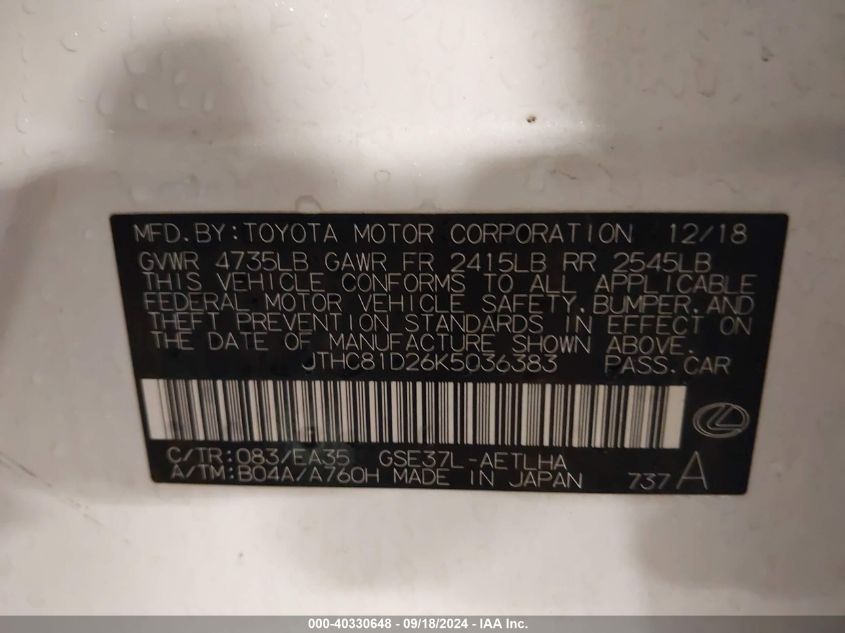 MFD.BY:TOYOTA MOTOR CORPORATION 12/18
GVWR 4735LB GAWR FR 2415LB RR 2545LB
THIS VEHICLE CONFORMS TO ALL APPLICABLE
FEDERAL MOTOR VEHICLE SAFETY,BUMPER,AND
THEFT PREVENTION STANDARDS IN EFFECT ON
THE DATE OF MANUFACTURE SHOWN ABOVE.
JTHC81D26K5036383 PASS.CAR
C/TR:083/EA35 GSE37L-AETLHA
A/TM:B04A/A760H MADE IN JAPAN 737 A
000-40330648 - 09/18/2024 - IAA Inc.